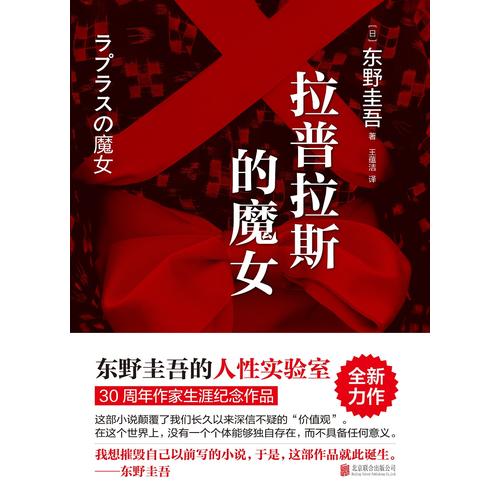 [日]
东野圭吾
著
王蕴洁 译
拉普拉斯
的魔女
ラプラスの魔女
东野圭吾的人性实验室
30周年作家生涯纪念作品
全新
力作
这部小说颠覆了我们长久以来深信不疑的“价值观”。
在这个世界上，没有一个个体能够独自存在，而不具备任何意义。
我想摧毁自己以前写的小说，于是，这部作品就此诞生。
——东野圭吾
北京联合出版公司